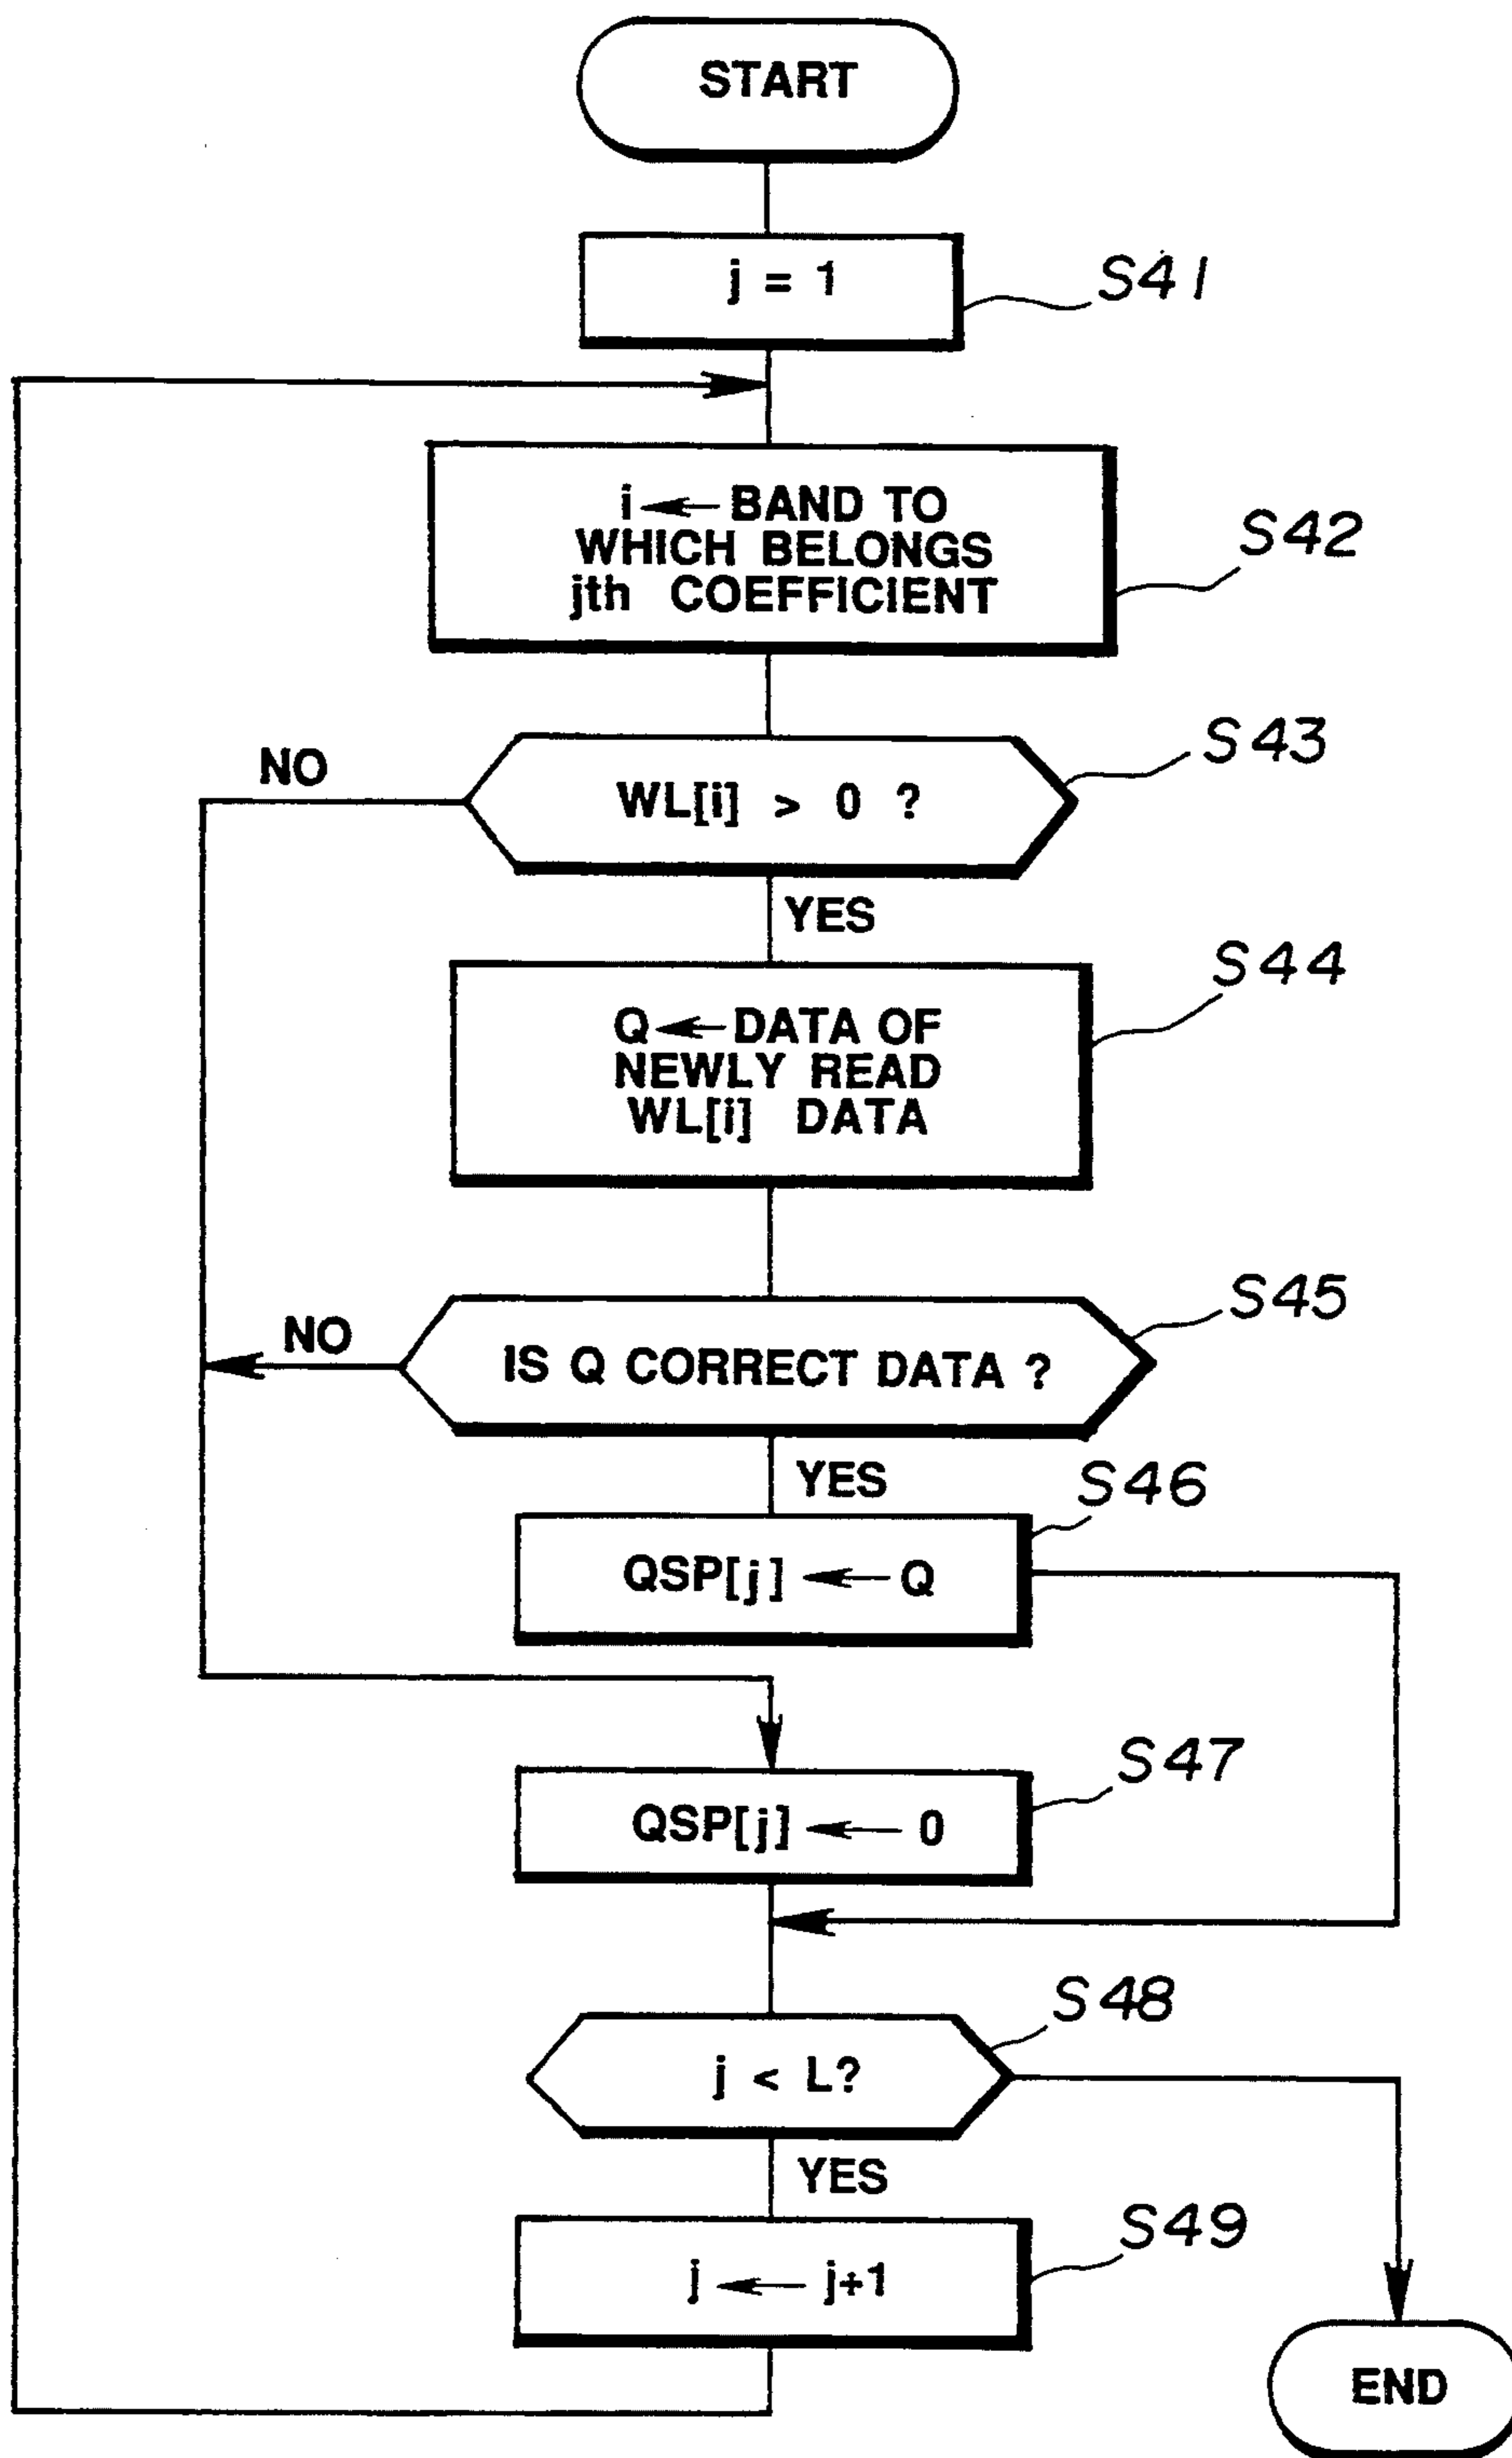 START
j = 1
S41
i ← BAND TO
WHICH BELONGS
jth COEFFICIENT
S42
NO
WL[i] > 0 ?
S43
YES
Q ← DATA OF
NEWLY READ
WL[i] DATA
S44
NO
IS Q CORRECT DATA ?
S45
YES
QSP[j] ← Q
S46
QSP[j] ← 0
S47
j < L?
S48
YES
j ← j+1
S49
END